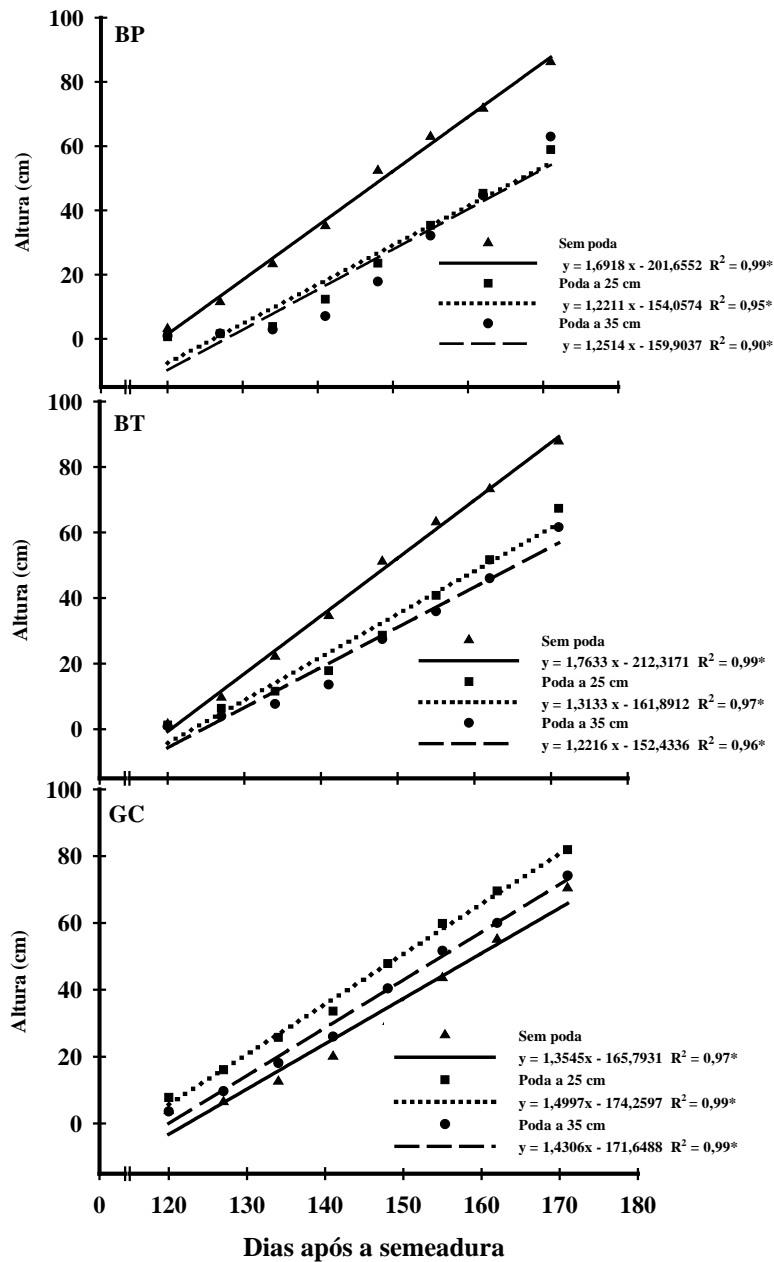 100
BP
80
60
40
20
0
Altura (cm)
Sem poda
y = 1,6918 x - 201,6552 R² = 0,99*
Poda a 25 cm
y = 1,2211 x - 154,0574 R² = 0,95*
Poda a 35 cm
y = 1,2514 x - 159,9037 R² = 0,90*
100
BT
80
60
40
20
0
Altura (cm)
Sem poda
y = 1,7633 x - 212,3171 R² = 0,99*
Poda a 25 cm
y = 1,3133 x - 161,8912 R² = 0,97*
Poda a 35 cm
y = 1,2216 x - 152,4336 R² = 0,96*
100
GC
80
60
40
20
0
Altura (cm)
Sem poda
y = 1,3545x - 165,7931 R² = 0,97*
Poda a 25 cm
y = 1,4997x - 174,2597 R² = 0,99*
Poda a 35 cm
y = 1,4306x - 171,6488 R² = 0,99*
0 120 130 140 150 160 170 180
Dias após a semeadura